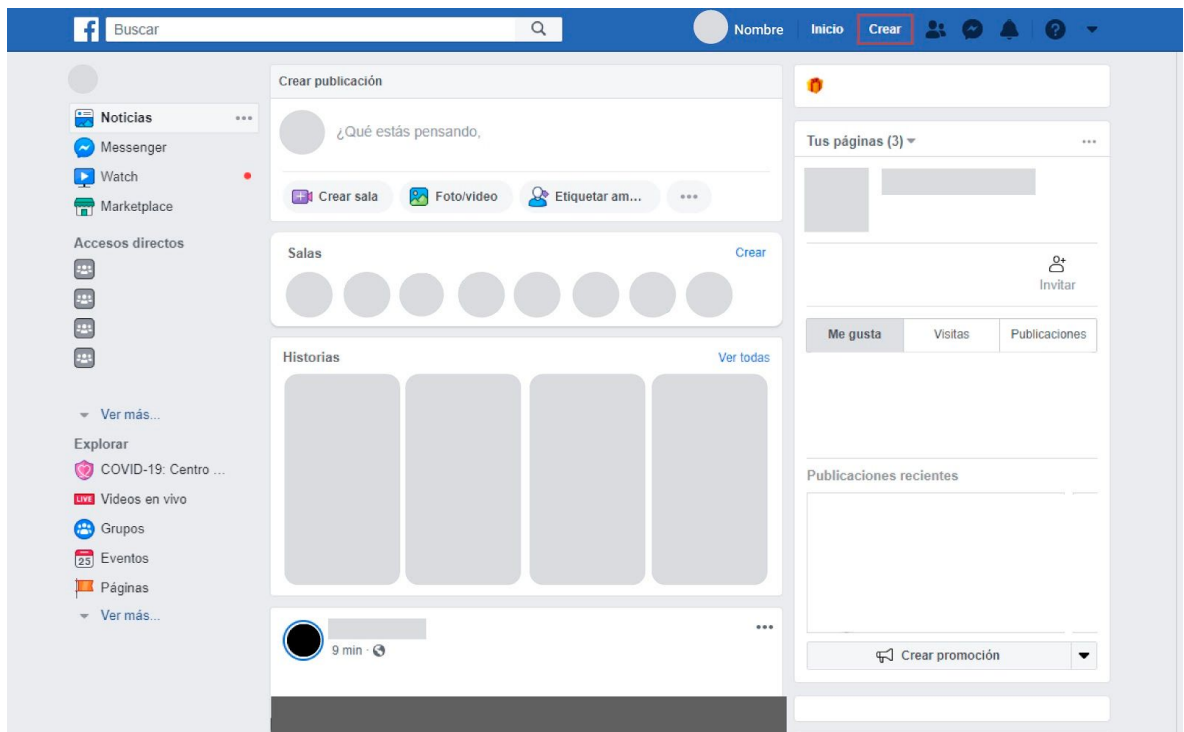 f Buscar Nombre Inicio Crear ?
Noticias
Messenger
Watch
Marketplace
Accesos directos
Ver más...
Explorar
COVID-19: Centro ...
LIVE Videos en vivo
Grupos
25 Eventos
Páginas
Ver más...
Crear publicación
¿Qué estás pensando,
Crear sala Foto/video Etiquetar am...
Salas Crear
Historias Ver todas
9 min ·
Tus páginas (3)
Invitar
Me gusta Visitas Publicaciones
Publicaciones recientes
Crear promoción